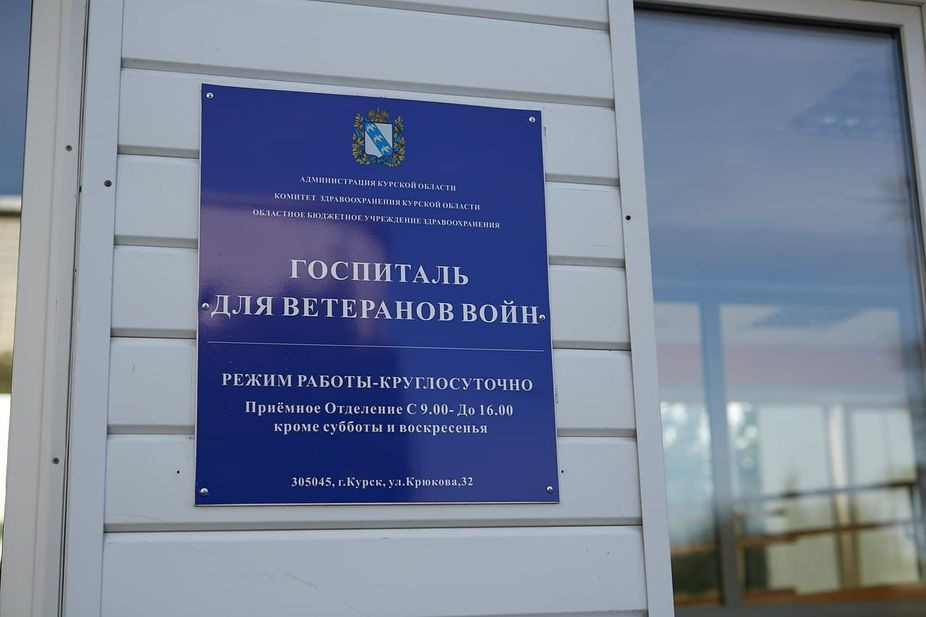 АДМИНИСТРАЦИЯ КУРСКОЙ ОБЛАСТИ
КОМИТЕТ ЗДРАВООХРАНЕНИЯ КУРСКОЙ ОБЛАСТИ
ОБЛАСТНОЕ БЮДЖЕТНОЕ УЧРЕЖДЕНИЕ ЗДРАВООХРАНЕНИЯ
ГОСПИТАЛЬ
ДЛЯ ВЕТЕРАНОВ ВОЙН
РЕЖИМ РАБОТЫ-КРУГЛОСУТОЧНО
Приёмное Отделение С 9.00- До 16.00
кроме субботы и воскресенья
305045, г.Курск, ул.Крюкова,32